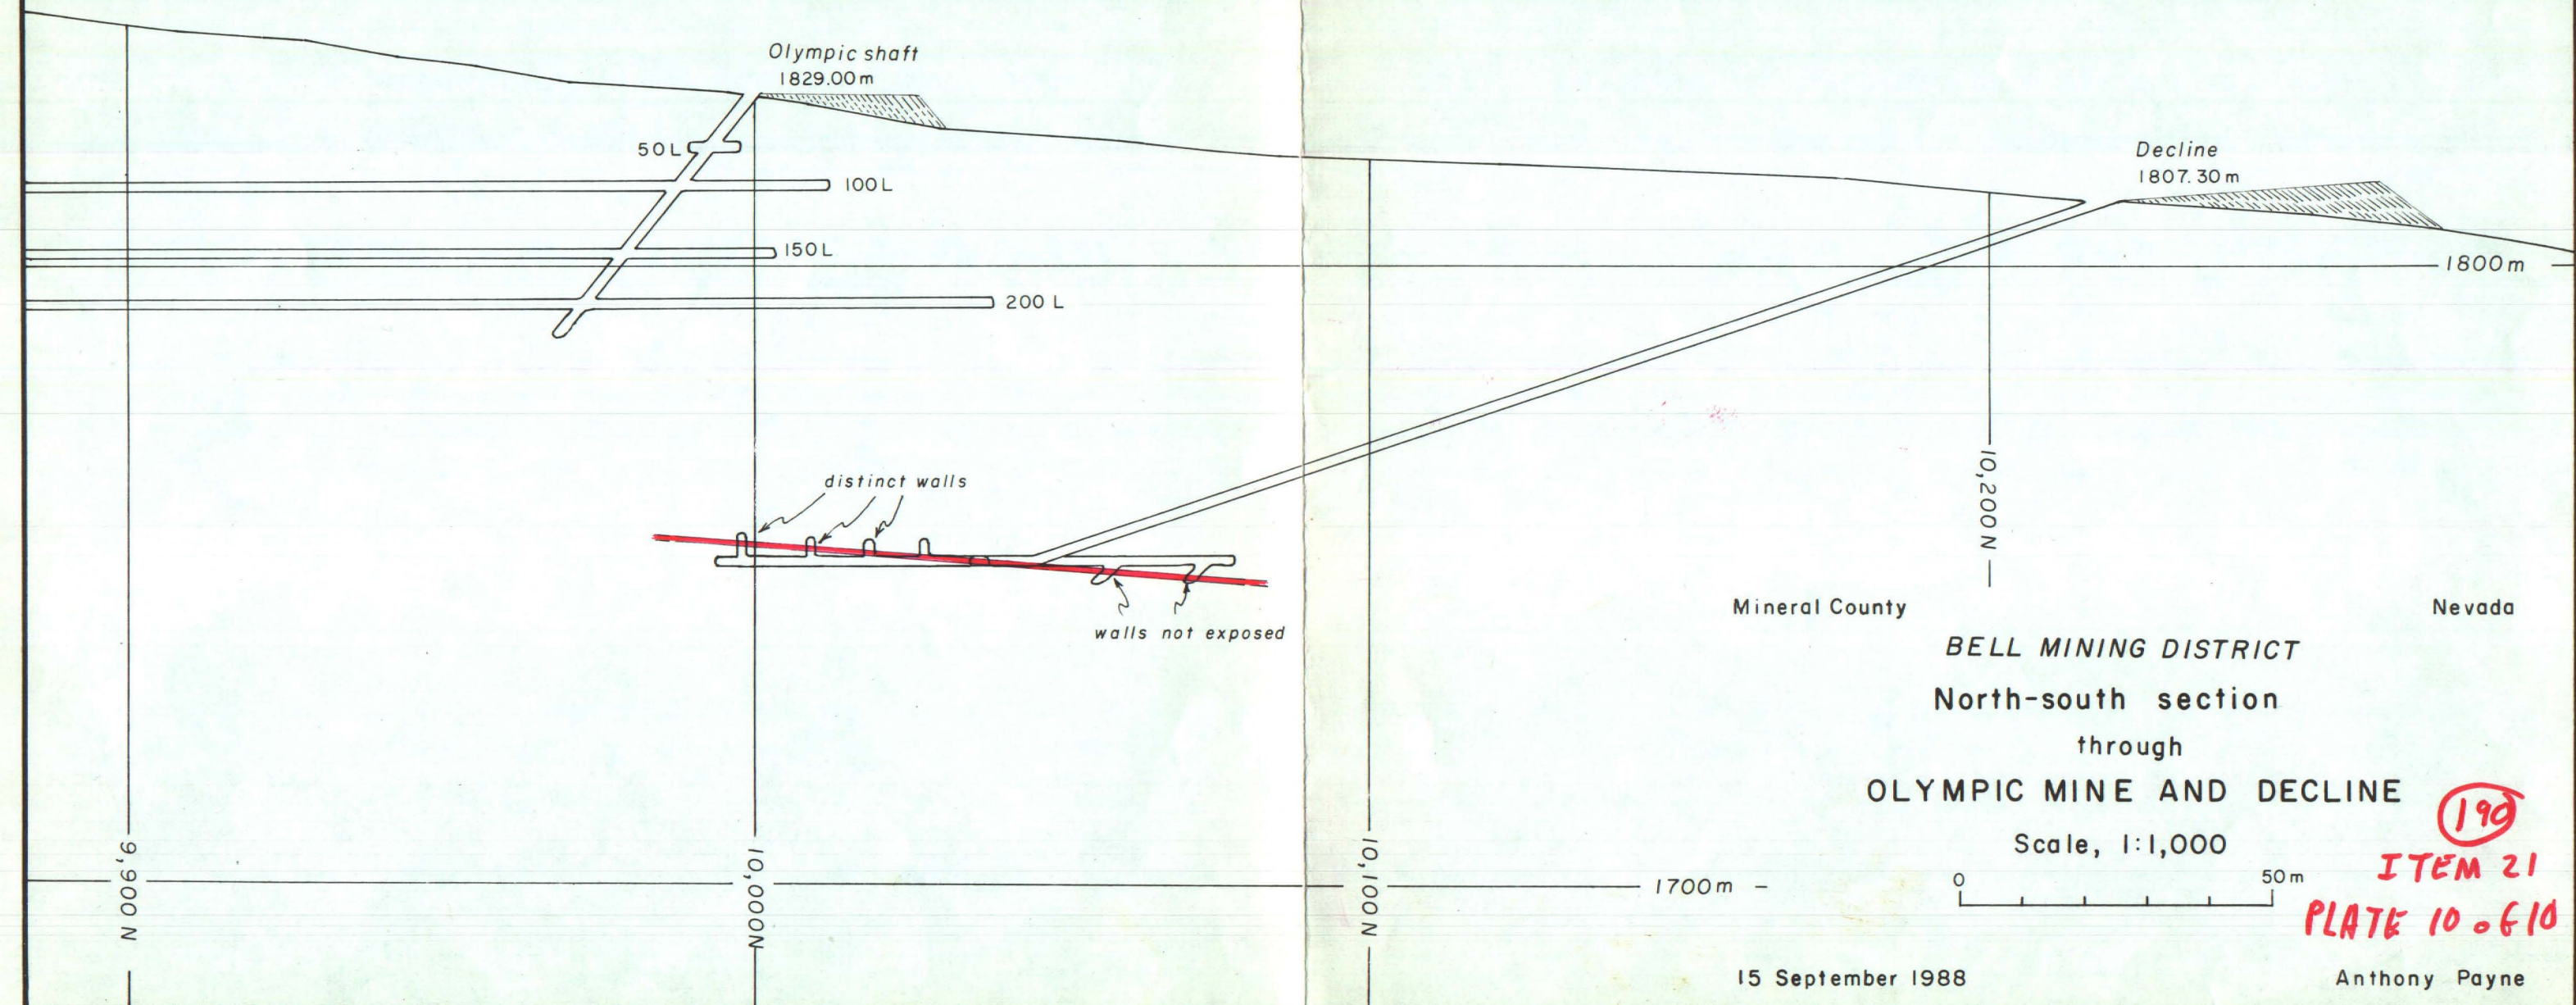 Olympic shaft
1829.00 m
50 L
100 L
150 L
200 L
Decline
1807.30 m
1800 m
distinct walls
walls not exposed
10,200 N
9,900 N
10,000 N
10,100 N
1700 m
Mineral County
Nevada
BELL MINING DISTRICT
North-south section
through
OLYMPIC MINE AND DECLINE
Scale, 1:1,000
0
50 m
190
ITEM 21
PLATE 10 of 10
15 September 1988
Anthony Payne